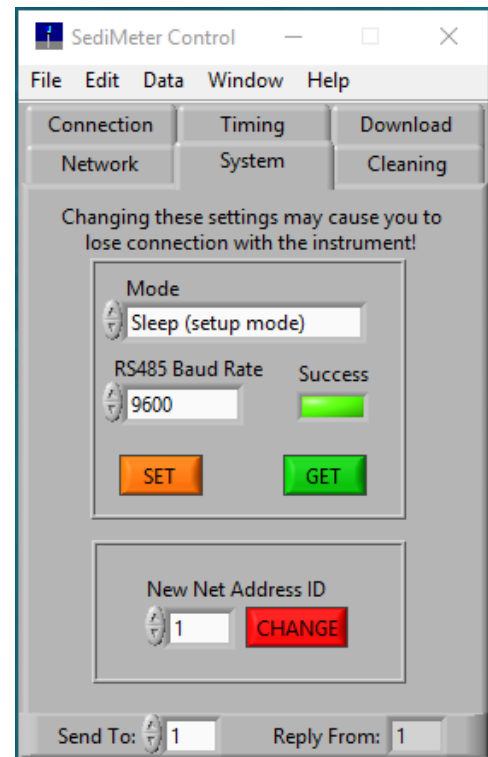 SediMeter Control
File Edit Data Window Help
Connection Timing Download
Network System Cleaning
Changing these settings may cause you to
lose connection with the instrument!
Mode
Sleep (setup mode)
RS485 Baud Rate Success
9600
SET GET
New Net Address ID
1 CHANGE
Send To: 1 Reply From: 1